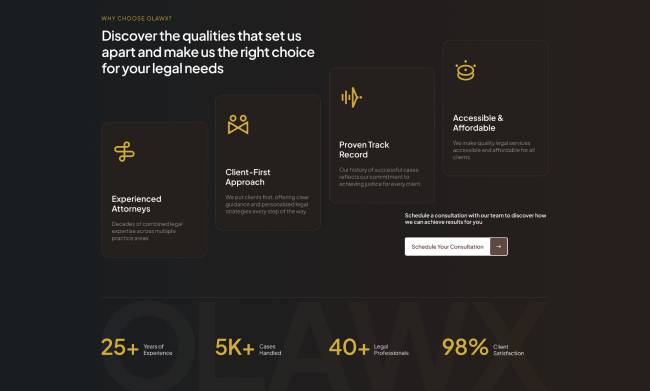 WHY CHOOSE OLAWX?
Discover the qualities that set us
apart and make us the right choice
for your legal needs
Experienced
Attorneys
Decades of combined legal
expertise across multiple
practice areas.
Client-First
Approach
We put clients first, offering clear
guidance and personalized legal
strategies every step of the way.
Proven Track
Record
Our history of successful cases
reflects our commitment to
achieving justice for every client.
Accessible &
Affordable
We make quality legal services
accessible and affordable for all
clients.
Schedule a consultation with our team to discover how
we can achieve results for you
Schedule Your Consultation →
OLAWX
25+ Years of
Experience
5K+ Cases
Handled
40+ Legal
Professionals
98% Client
Satisfaction